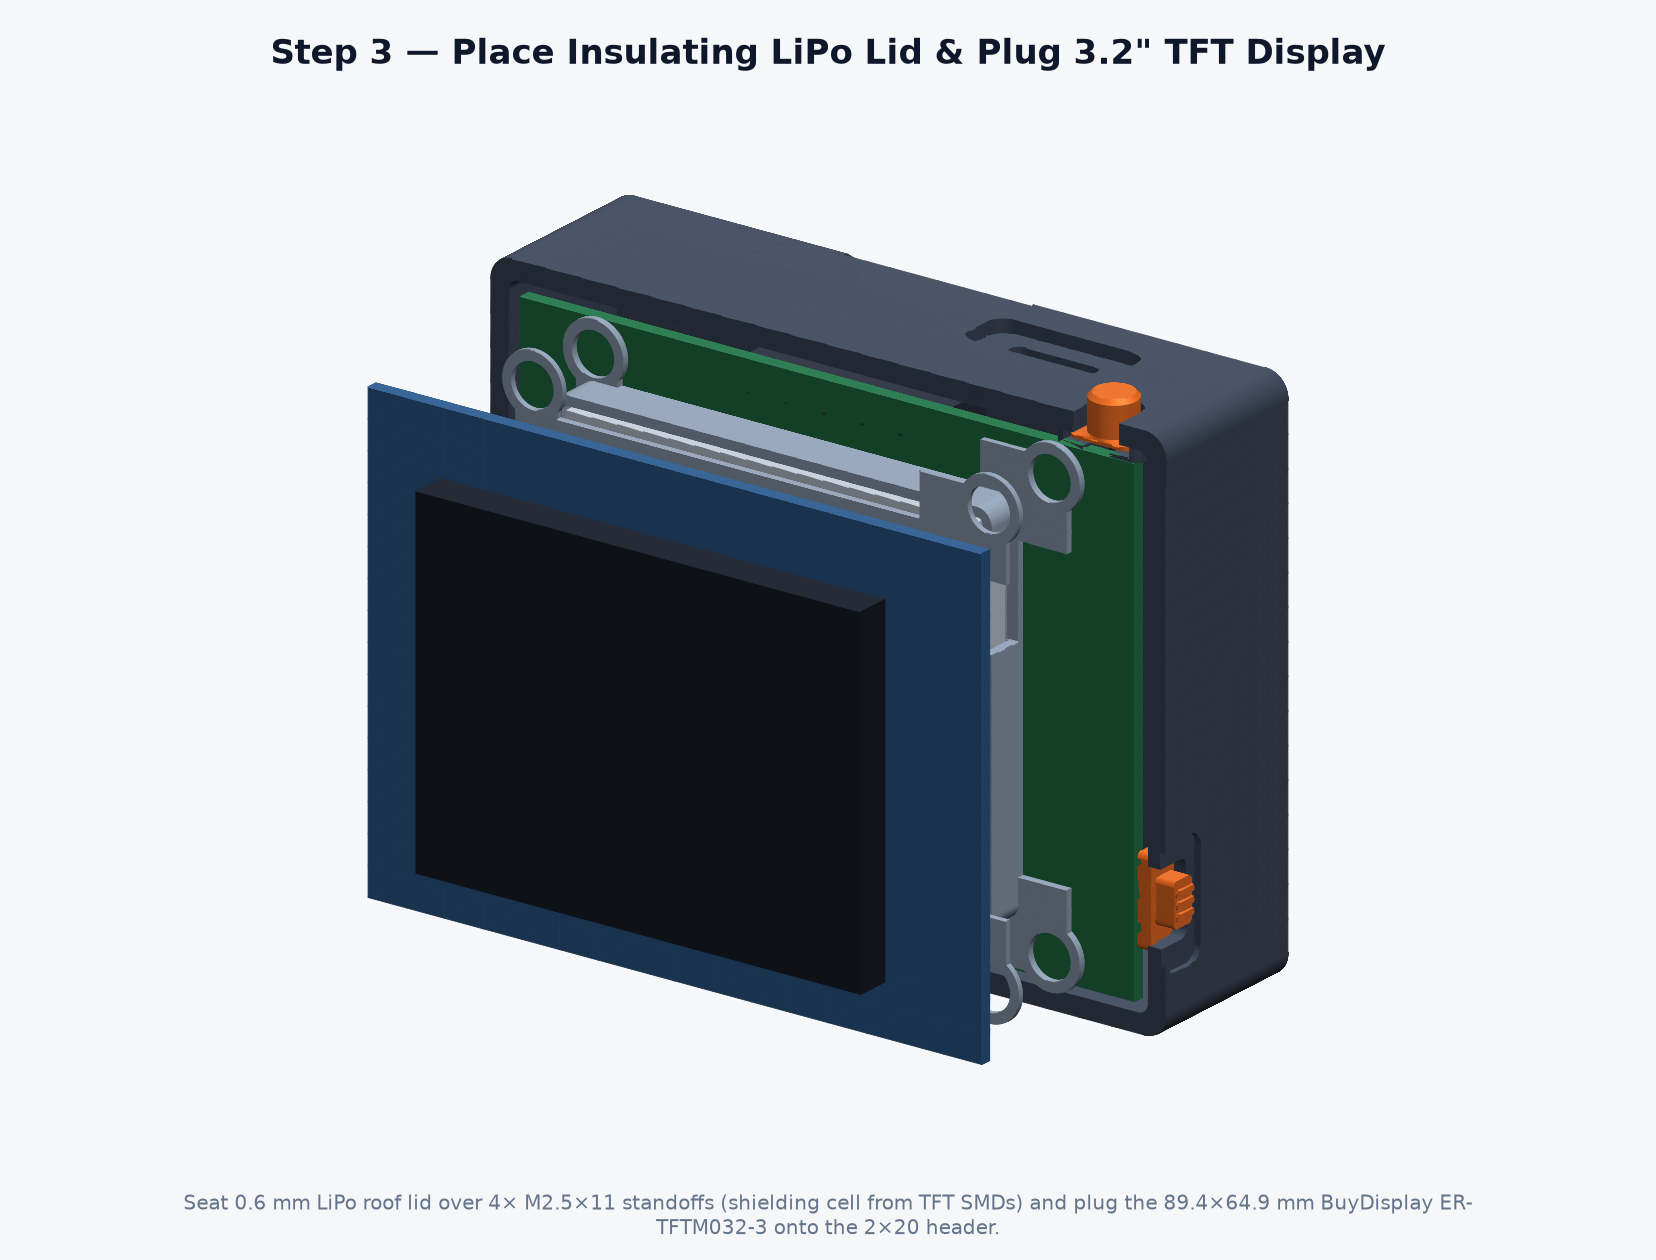 Step 3 — Place Insulating LiPo Lid & Plug 3.2" TFT Display
Seat 0.6 mm LiPo roof lid over 4× M2.5×11 standoffs (shielding cell from TFT SMDs) and plug the 89.4×64.9 mm BuyDisplay ER-
TFTM032-3 onto the 2×20 header.